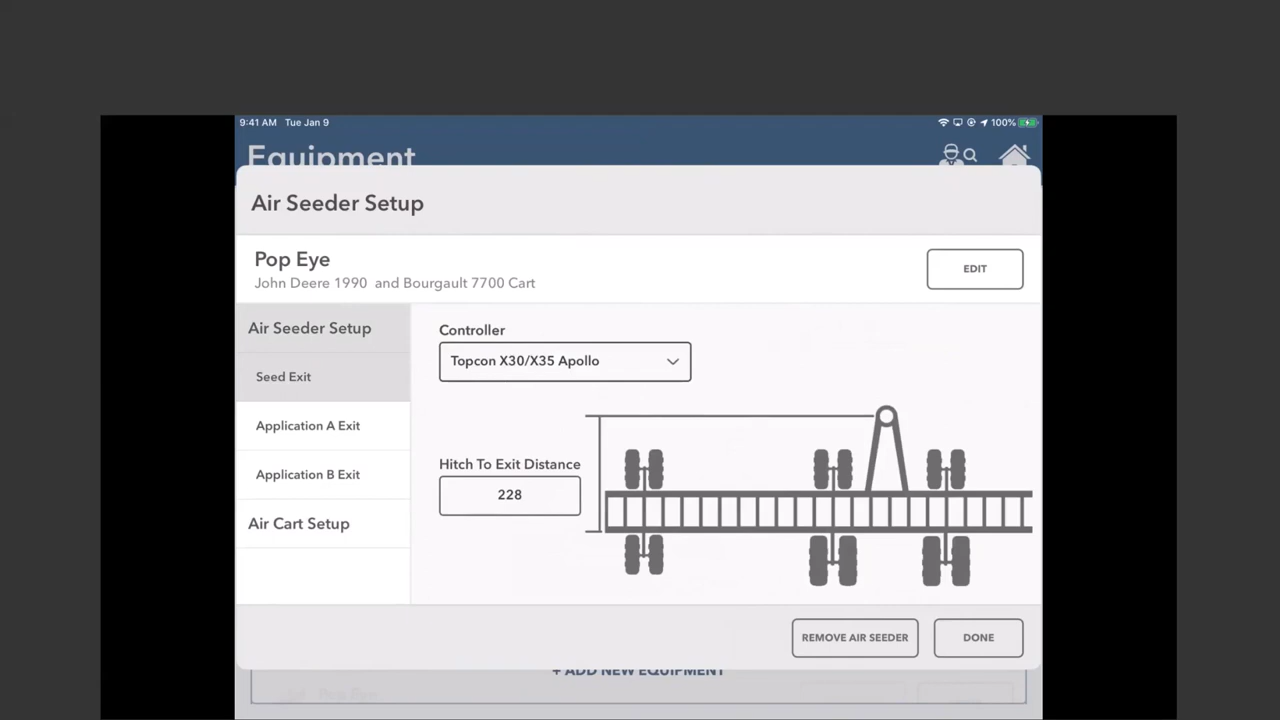 9:41 AM Tue Jan 9
100%
Equipment
Air Seeder Setup
Pop Eye
John Deere 1990 and Bourgault 7700 Cart
EDIT
Air Seeder Setup
Seed Exit
Application A Exit
Application B Exit
Air Cart Setup
Controller
Topcon X30/X35 Apollo
Hitch To Exit Distance
228
REMOVE AIR SEEDER
DONE
+ ADD NEW EQUIPMENT